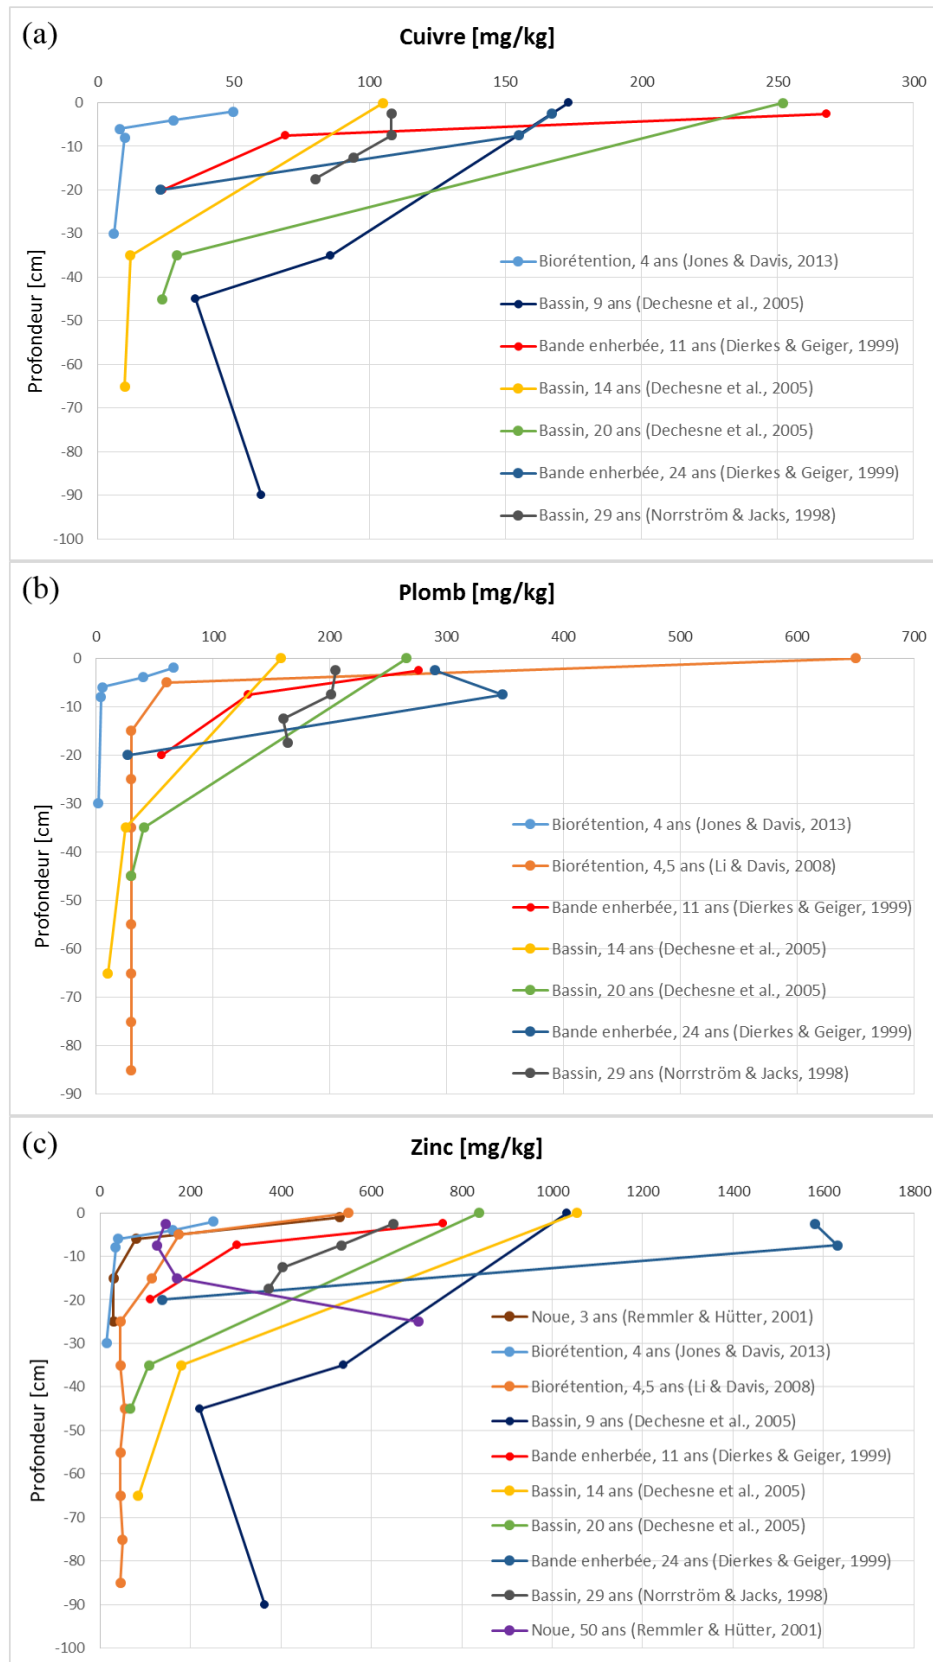 (a)
Cuivre [mg/kg]
0 50 100 150 200 250 300
0
-10
-20
-30
-40
-50
-60
-70
-80
-90
-100
Profondeur [cm]
Biorétention, 4 ans (Jones & Davis, 2013)
Bassin, 9 ans (Dechesne et al., 2005)
Bande enherbée, 11 ans (Dierkes & Geiger, 1999)
Bassin, 14 ans (Dechesne et al., 2005)
Bassin, 20 ans (Dechesne et al., 2005)
Bande enherbée, 24 ans (Dierkes & Geiger, 1999)
Bassin, 29 ans (Norrström & Jacks, 1998)
(b)
Plomb [mg/kg]
0 100 200 300 400 500 600 700
0
-10
-20
-30
-40
-50
-60
-70
-80
-90
Profondeur [cm]
Biorétention, 4 ans (Jones & Davis, 2013)
Biorétention, 4,5 ans (Li & Davis, 2008)
Bande enherbée, 11 ans (Dierkes & Geiger, 1999)
Bassin, 14 ans (Dechesne et al., 2005)
Bassin, 20 ans (Dechesne et al., 2005)
Bande enherbée, 24 ans (Dierkes & Geiger, 1999)
Bassin, 29 ans (Norrström & Jacks, 1998)
(c)
Zinc [mg/kg]
0 200 400 600 800 1000 1200 1400 1600 1800
0
-10
-20
-30
-40
-50
-60
-70
-80
-90
-100
Profondeur [cm]
Noue, 3 ans (Remmler & Hütter, 2001)
Biorétention, 4 ans (Jones & Davis, 2013)
Biorétention, 4,5 ans (Li & Davis, 2008)
Bassin, 9 ans (Dechesne et al., 2005)
Bande enherbée, 11 ans (Dierkes & Geiger, 1999)
Bassin, 14 ans (Dechesne et al., 2005)
Bassin, 20 ans (Dechesne et al., 2005)
Bande enherbée, 24 ans (Dierkes & Geiger, 1999)
Bassin, 29 ans (Norrström & Jacks, 1998)
Noue, 50 ans (Remmler & Hütter, 2001)